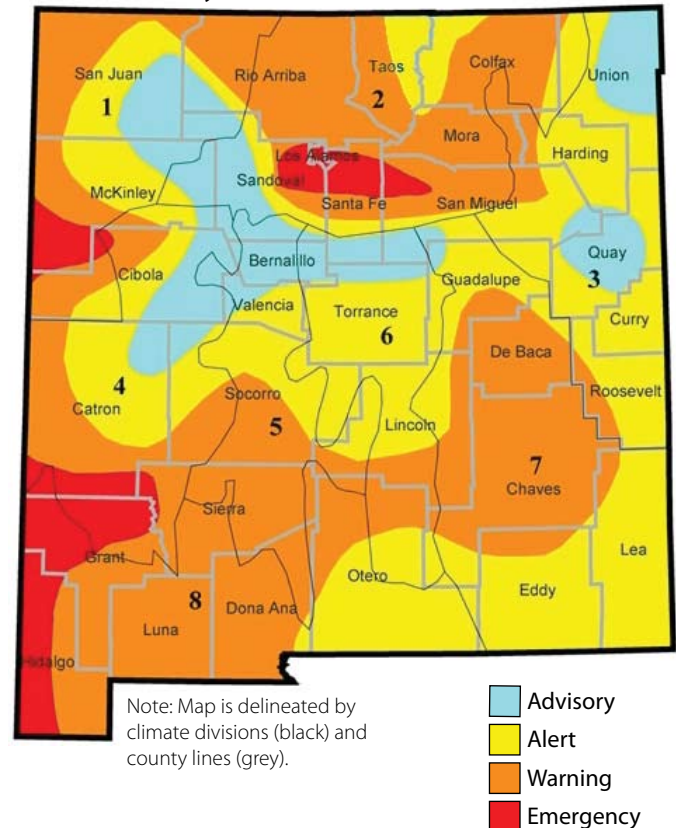 San Juan
1
Rio Arriba
Taos
2
Colfax
Union
Mora
Los Alamos
Harding
Sandoval
McKinley
Santa Fe
San Miguel
Cibola
Bernalillo
Quay
3
Guadalupe
Valencia
Torrance
6
Curry
De Baca
4
Catron
Socorro
5
Roosevelt
Lincoln
7
Chaves
Sierra
Grant
Otero
Lea
Eddy
8
Dona Ana
Luna
Hidalgo
Note: Map is delineated by
climate divisions (black) and
county lines (grey).
Advisory
Alert
Warning
Emergency